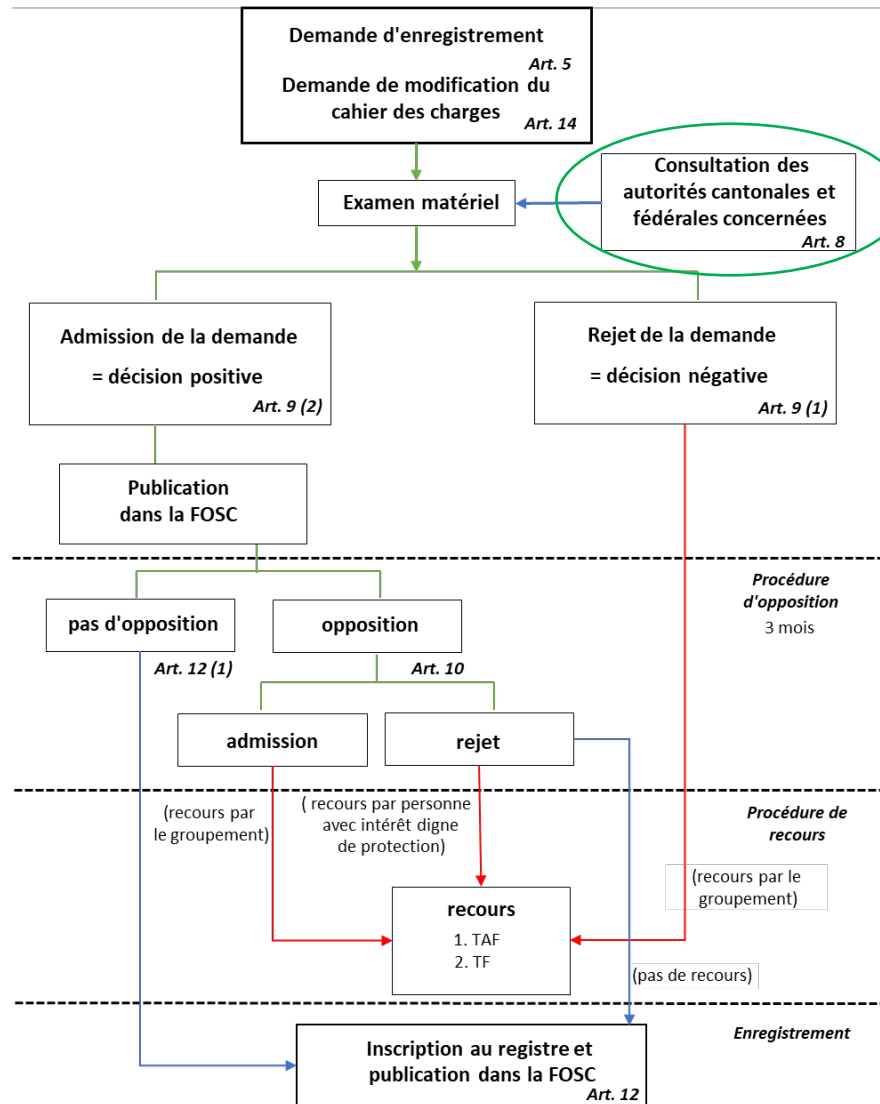 Demande d'enregistrement
Art. 5
Demande de modification du
cahier des charges
Art. 14
Consultation des
autorités cantonales et
fédérales concernées
Art. 8
Examen matériel
Admission de la demande
= décision positive
Art. 9 (2)
Rejet de la demande
= décision négative
Art. 9 (1)
Publication
dans la FOSC
Procédure
d'opposition
3 mois
pas d'opposition
opposition
Art. 12 (1)
Art. 10
admission
rejet
(recours par
le groupement)
( recours par personne
avec intérêt digne
de protection)
Procédure de
recours
(recours par le
groupement)
recours
1. TAF
2. TF
(pas de recours)
Enregistrement
Inscription au registre et
publication dans la FOSC
Art. 12